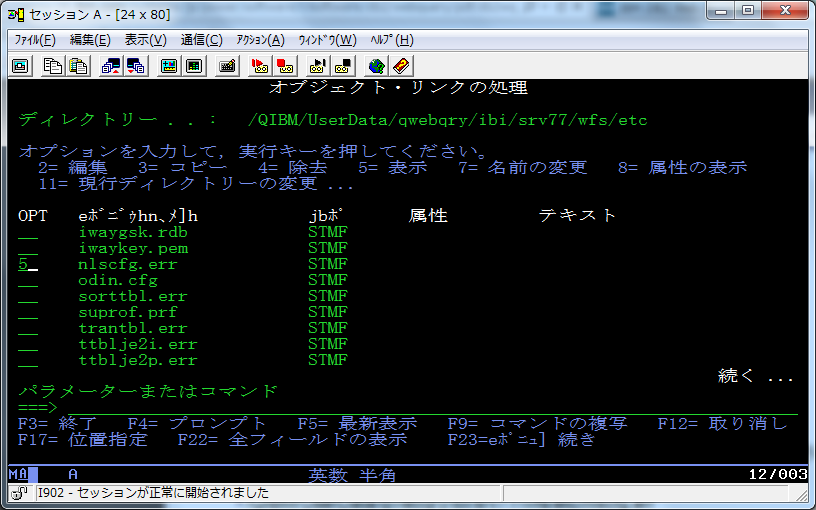 セッション A - [24 x 80]
ﾌｧｲﾙ(F) 編集(E) 表示(V) 通信(C) ｱｸｼｮﾝ(A) ｳｨﾝﾄﾞｳ(W) ﾍﾙﾌﾟ(H)
オブジェクト・リンクの処理
ディレクトリー . . : /QIBM/UserData/qwebqry/ibi/srv77/wfs/etc
オプションを入力して, 実行キーを押してください。
2= 編集 3= コピー 4= 除去 5= 表示 7= 名前の変更 8= 属性の表示
11= 現行ディレクトリーの変更 ...
OPT eﾎﾞﾆﾞｩhn､ﾒ]h jbﾎﾟ 属性 テキスト
iwaygsk.rdb STMF
iwaykey.pem STMF
5 nlscfg.err STMF
odin.cfg STMF
sorttbl.err STMF
suprof.prf STMF
trantbl.err STMF
ttblje2i.err STMF
ttblje2p.err STMF
続く ...
パラメーターまたはコマンド
===>
F3= 終了 F4= プロンプト F5= 最新表示 F9= コマンドの複写 F12= 取り消し
F17= 位置指定 F22= 全フィールドの表示 F23=eﾎﾟﾆｭ] 続き
MA A 英数 半角 12/003
I902 - セッションが正常に開始されました